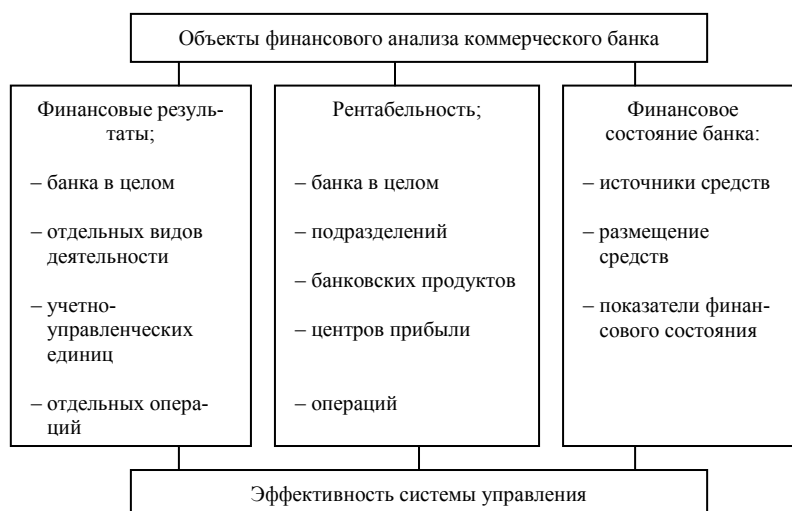 Объекты финансового анализа коммерческого банка
Финансовые резуль-
таты;
– банка в целом
– отдельных видов
деятельности
– учетно-
управленческих
единиц
– отдельных опера-
ций
Рентабельность;
– банка в целом
– подразделений
– банковских продуктов
– центров прибыли
– операций
Финансовое
состояние банка:
– источники средств
– размещение
средств
– показатели финан-
сового состояния
Эффективность системы управления